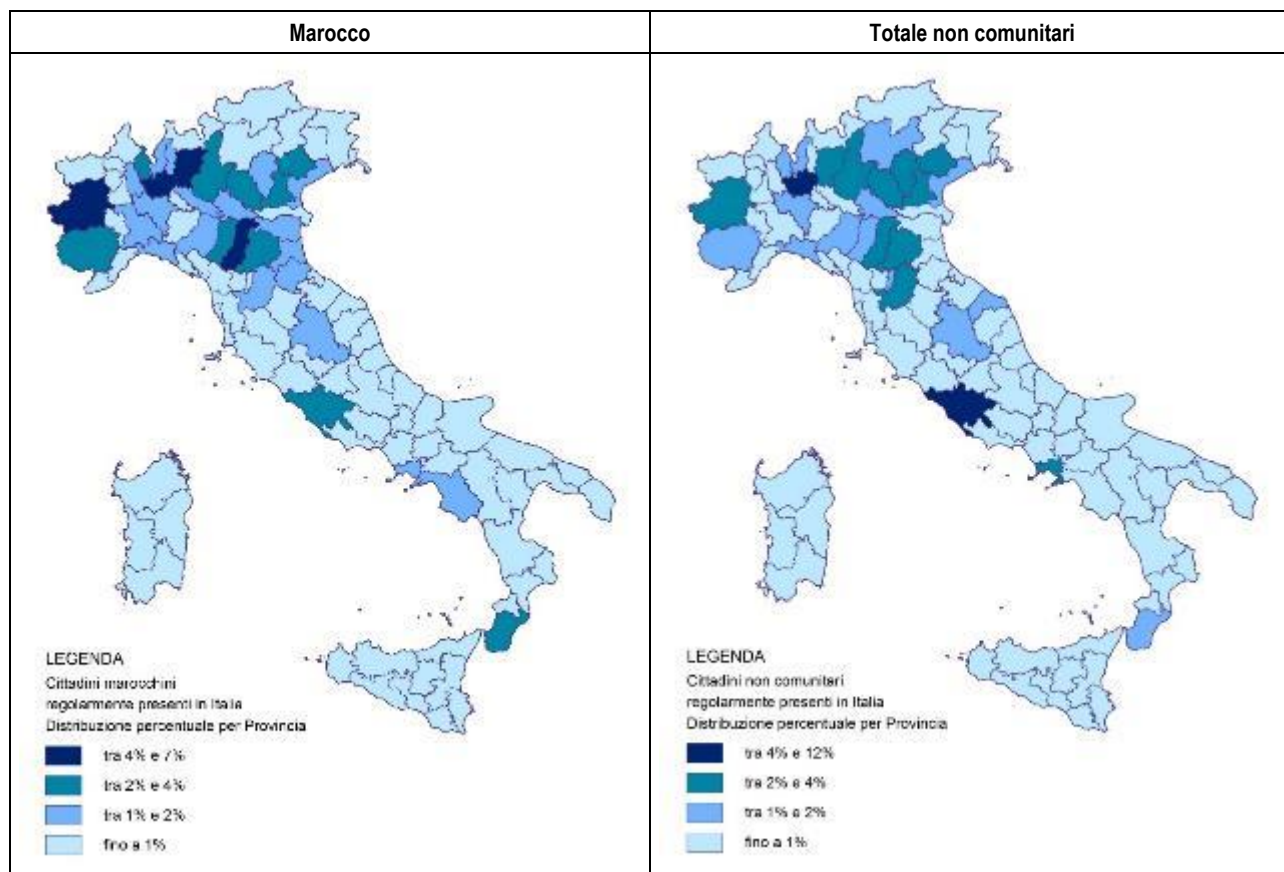 Marocco
Totale non comunitari
LEGENDA
Cittadini marocchini
regolarmente presenti in Italia
Distribuzione percentuale per Provincia
tra 4% e 7%
tra 2% e 4%
tra 1% e 2%
fino a 1%
LEGENDA
Cittadini non comunitari
regolarmente presenti in Italia
Distribuzione percentuale per Provincia
tra 4% e 12%
tra 2% e 4%
tra 1% e 2%
fino a 1%